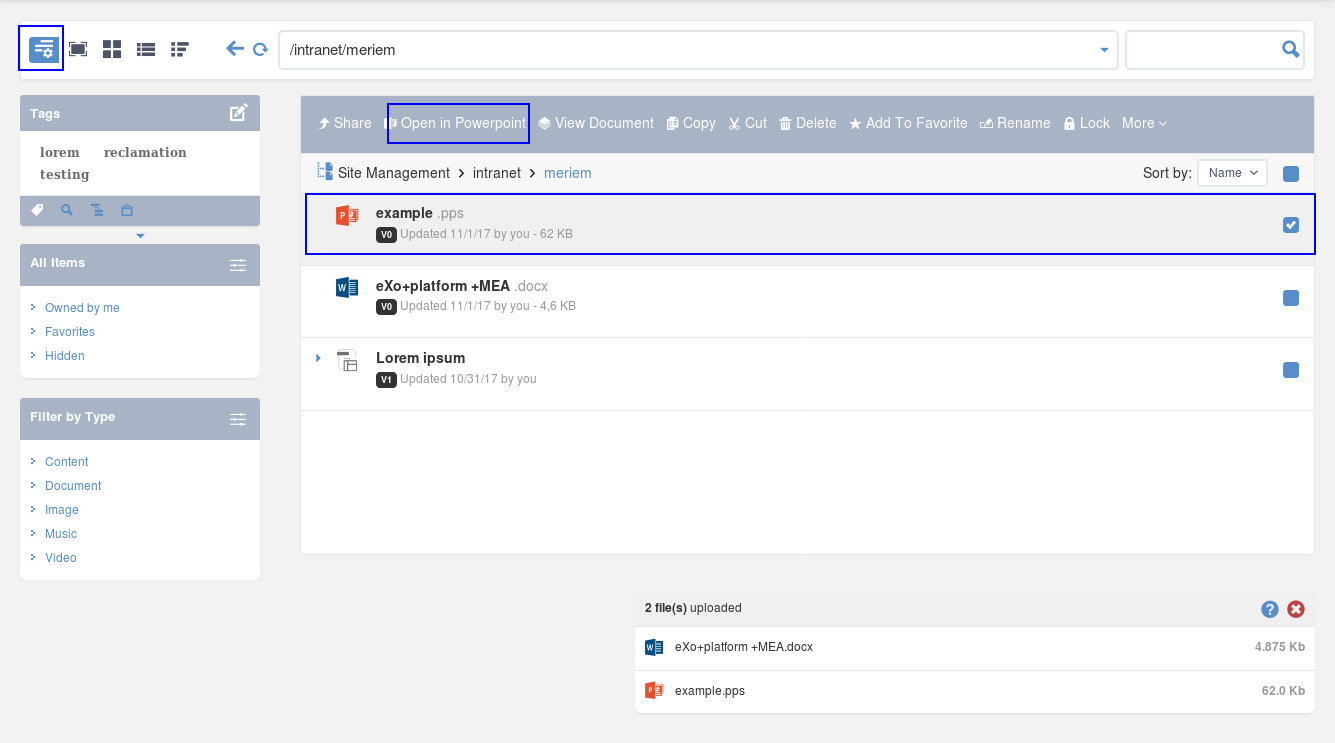 /intranet/meriem
Tags
lorem reclamation
testing
All Items
Owned by me
Favorites
Hidden
Filter by Type
Content
Document
Image
Music
Video
Share Open in Powerpoint View Document Copy Cut Delete Add To Favorite Rename Lock More
Site Management intranet meriem Sort by: Name
example .pps
V0 Updated 11/1/17 by you - 62 KB
eXo+platform +MEA .docx
V0 Updated 11/1/17 by you - 4,6 KB
Lorem ipsum
V1 Updated 10/31/17 by you
2 file(s) uploaded
eXo+platform +MEA.docx 4.875 Kb
example.pps 62.0 Kb